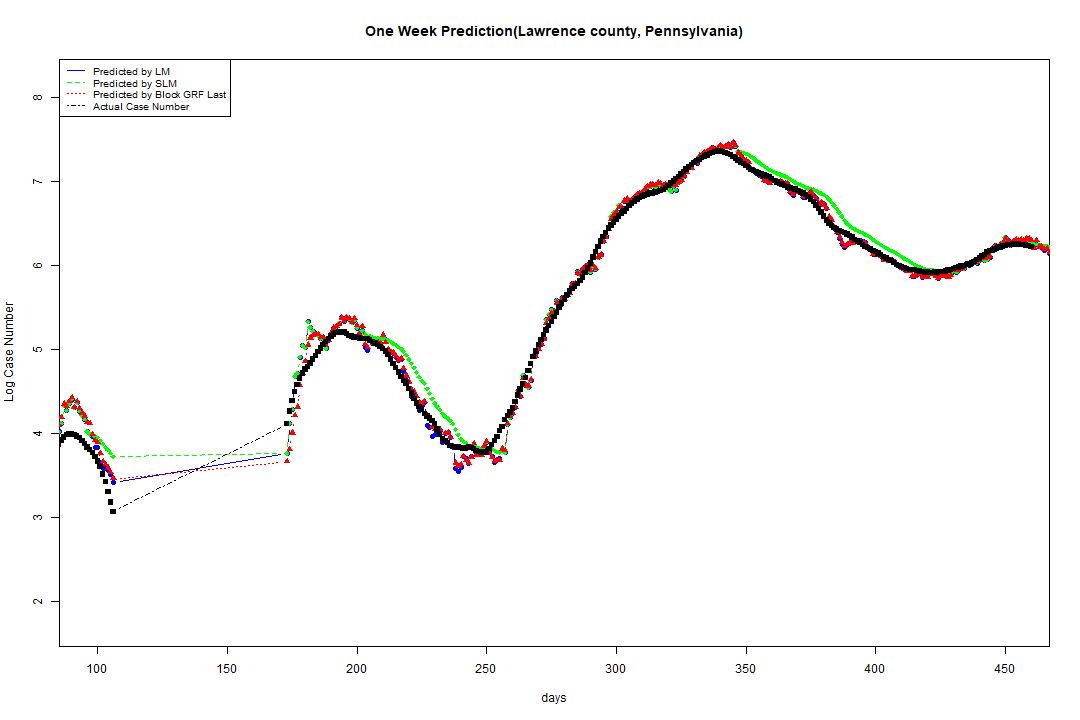 One Week Prediction(Lawrence county, Pennsylvania)
Predicted by LM
Predicted by SLM
Predicted by Block GRF Last
Actual Case Number
8
7
6
5
4
3
2
Log Case Number
100 150 200 250 300 350 400 450
days